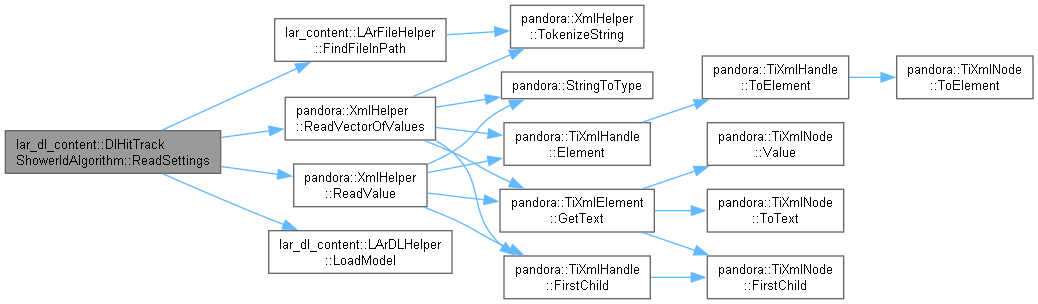 lar_dl_content::DlHitTrack
ShowerIdAlgorithm::ReadSettings
lar_content::LArFileHelper
::FindFileInPath
pandora::XmlHelper
::ReadVectorOfValues
pandora::XmlHelper
::ReadValue
lar_dl_content::LArDLHelper
::LoadModel
pandora::XmlHelper
::TokenizeString
pandora::StringToType
pandora::TiXmlHandle
::Element
pandora::TiXmlElement
::GetText
pandora::TiXmlHandle
::FirstChild
pandora::TiXmlHandle
::ToElement
pandora::TiXmlNode
::Value
pandora::TiXmlNode
::ToText
pandora::TiXmlNode
::FirstChild
pandora::TiXmlNode
::ToElement